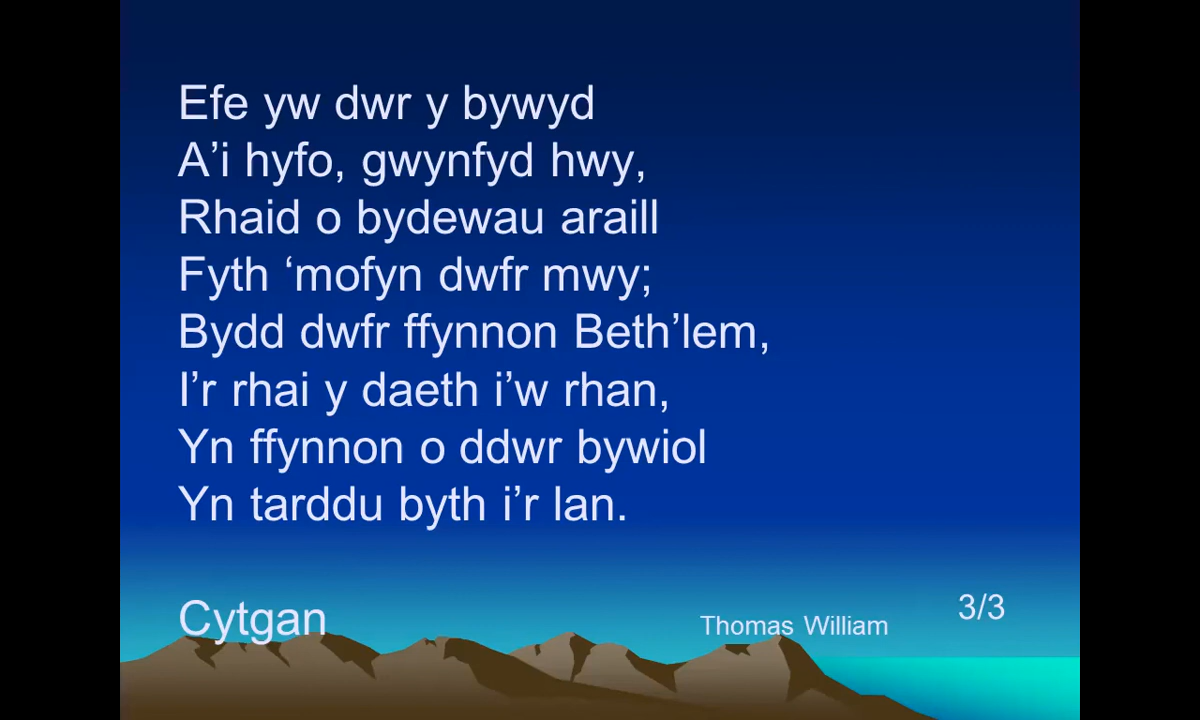 Efe yw dwr y bywyd
A’i hyfo, gwynfyd hwy,
Rhaid o bydewau araill
Fyth ‘mofyn dwfr mwy;
Bydd dwfr ffynnon Beth’lem,
I’r rhai y daeth i’w rhan,
Yn ffynnon o ddwr bywiol
Yn tarddu byth i’r lan.
Cytgan
Thomas William
3/3